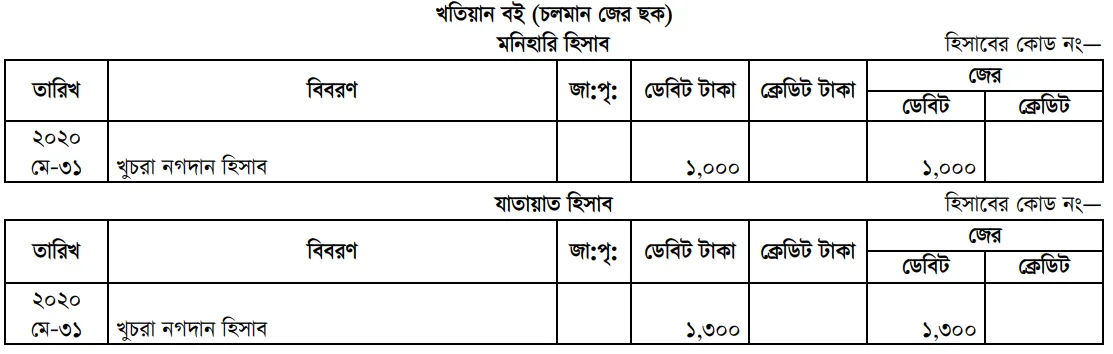 খতিয়ান বই (চলমান জের ছক)
মনিহারি হিসাব হিসাবের কোড নং—
তারিখ বিবরণ জা:পৃ: ডেবিট টাকা ক্রেডিট টাকা জের
ডেবিট ক্রেডিট
২০২০
মে-৩১ খুচরা নগদান হিসাব ১,০০০ ১,০০০
যাতায়াত হিসাব হিসাবের কোড নং—
তারিখ বিবরণ জা:পৃ: ডেবিট টাকা ক্রেডিট টাকা জের
ডেবিট ক্রেডিট
২০২০
মে-৩১ খুচরা নগদান হিসাব ১,৩০০ ১,৩০০